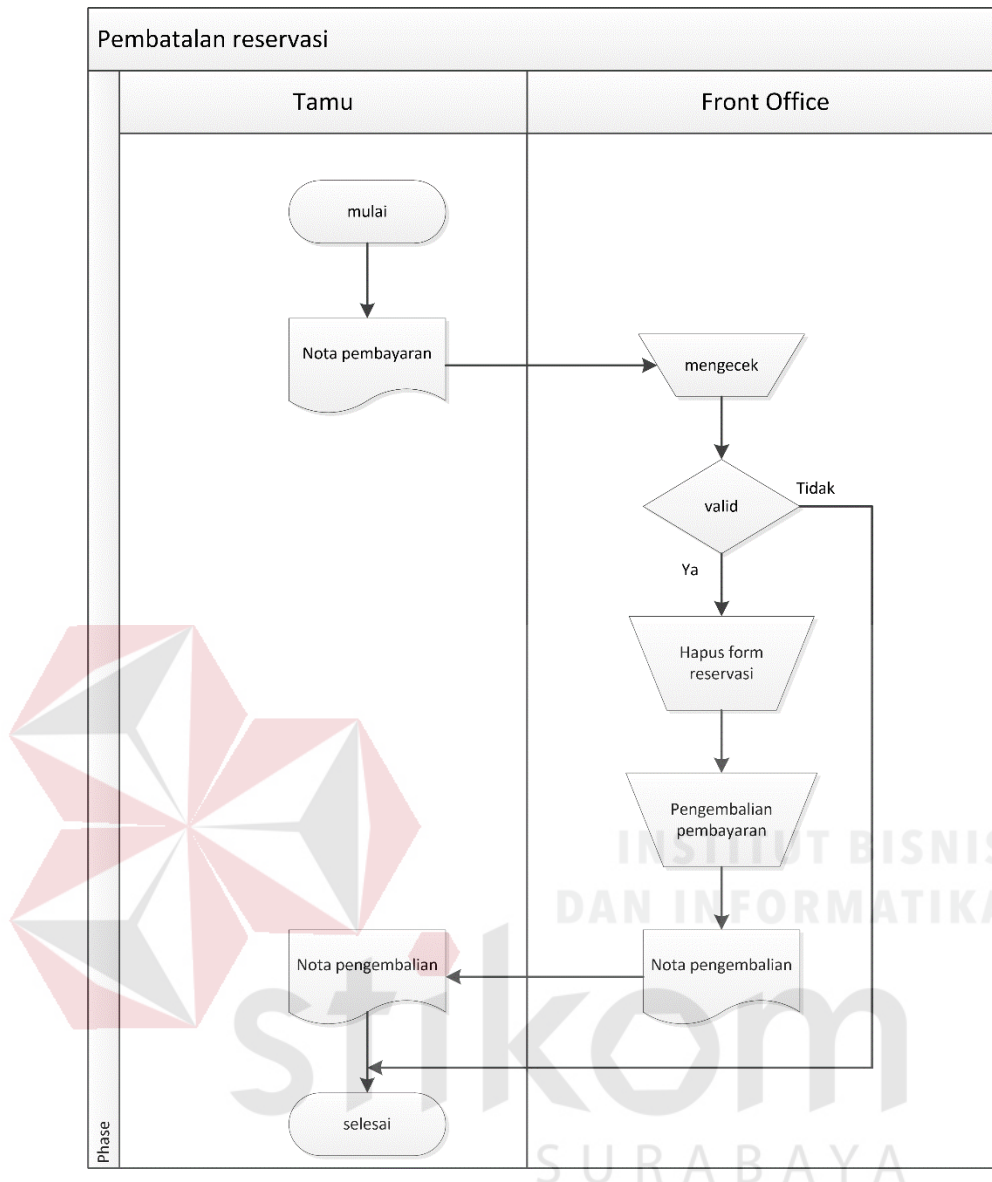 Pembatalan reservasi
Tamu
Front Office
mulai
Nota pembayaran
mengecek
valid
Tidak
Ya
Hapus form
reservasi
Pengembalian
pembayaran
INSTITUT BISNIS
DAN INFORMATIKA
Nota pengembalian
Nota pengembalian
stikom
selesai
SURABAYA
Phase